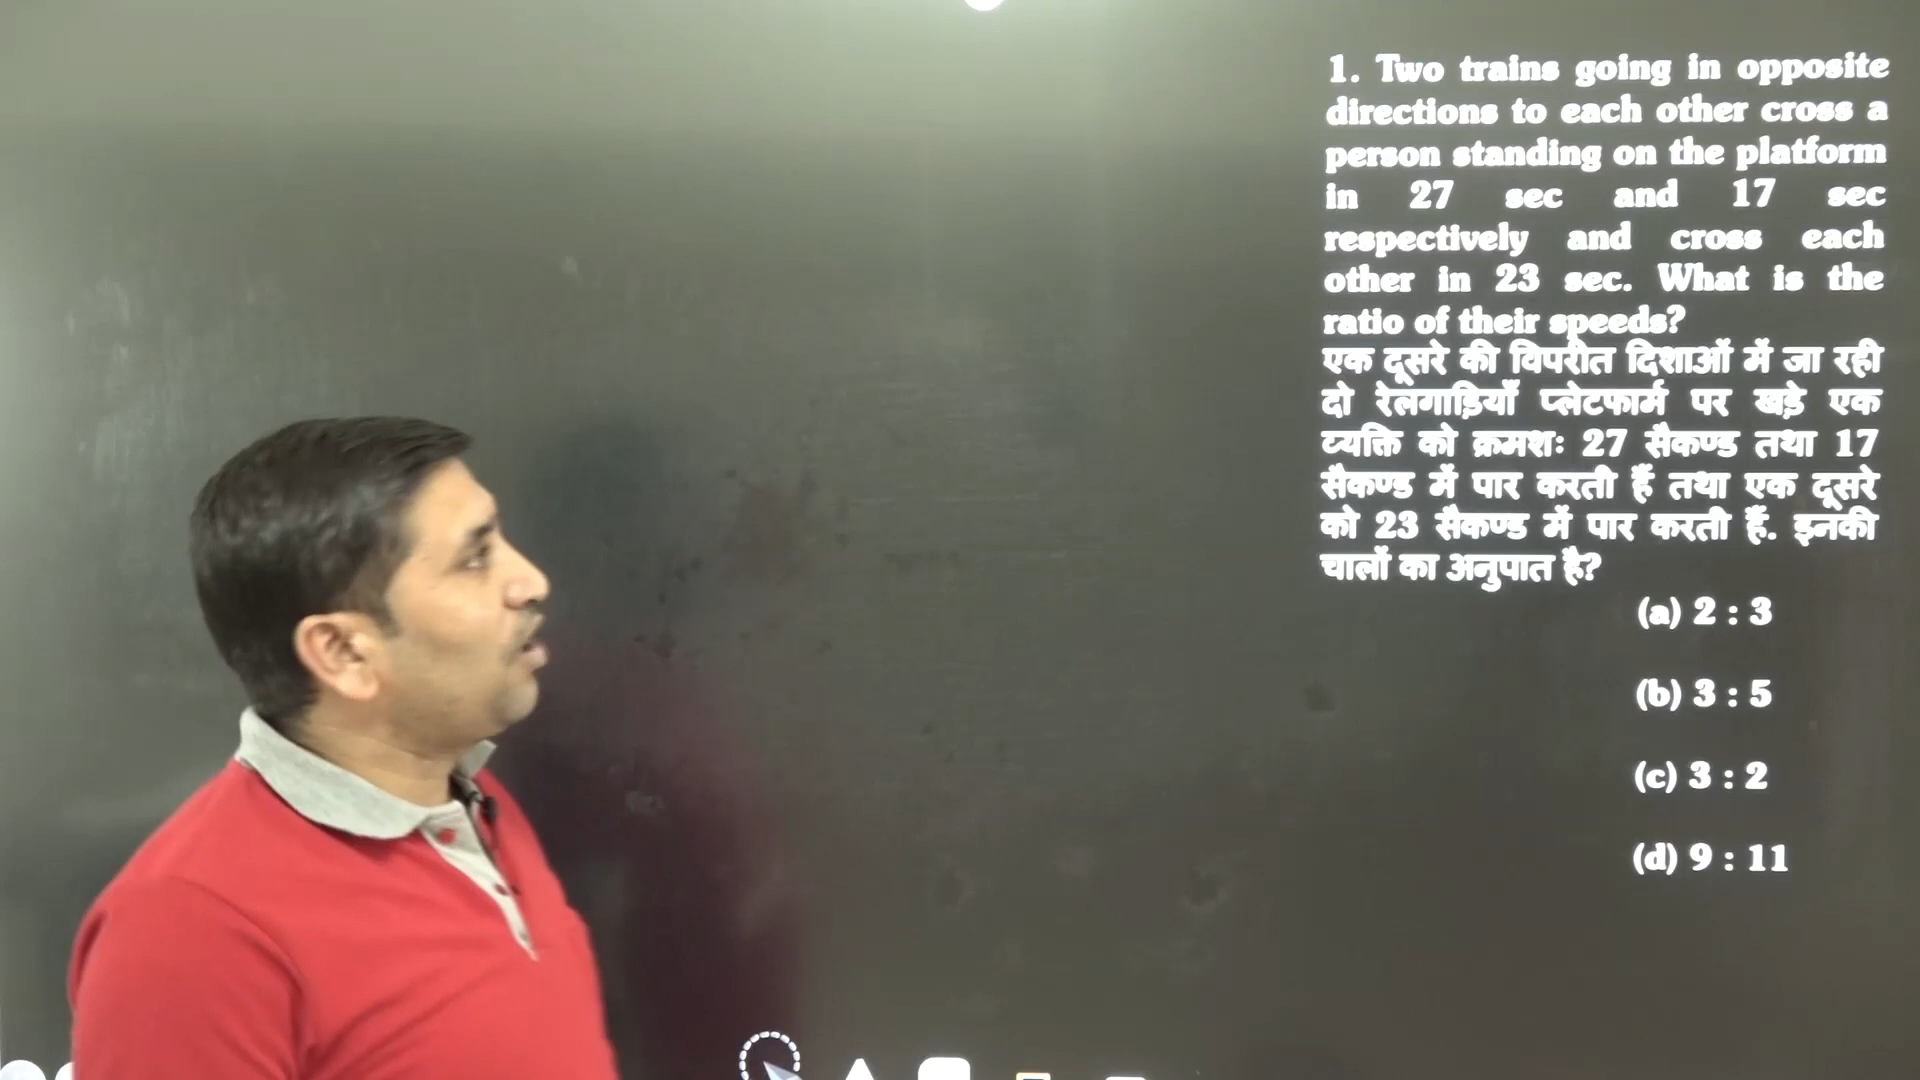 1. Two trains going in opposite
directions to each other cross a
person standing on the platform
in 27 sec and 17 sec
respectively and cross each
other in 23 sec. What is the
ratio of their speeds?
एक दूसरे की विपरीत दिशाओं में जा रही
दो रेलगाड़ियाँ प्लेटफार्म पर खड़े एक
व्यक्ति को क्रमशः 27 सैकण्ड तथा 17
सैकण्ड में पार करती हैं तथा एक दूसरे
को 23 सैकण्ड में पार करती हैं. इनकी
चालों का अनुपात है?
(a) 2 : 3
(b) 3 : 5
(c) 3 : 2
(d) 9 : 11